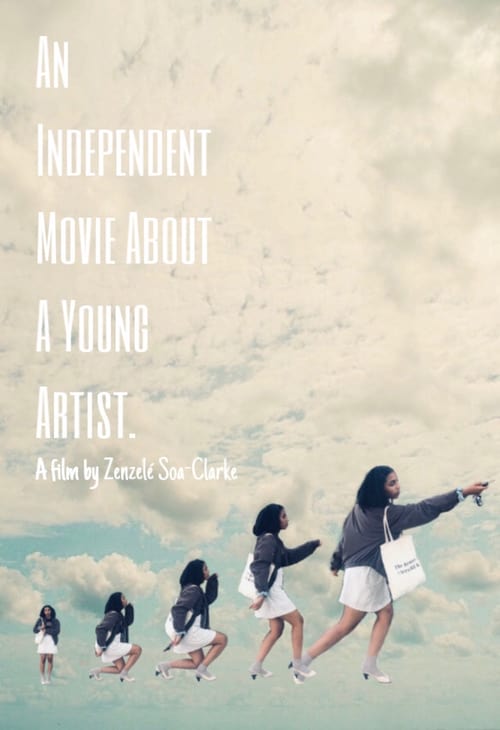 An
Independent
Movie About
A Young
Artist.
A film by Zenzelé Soa-Clarke